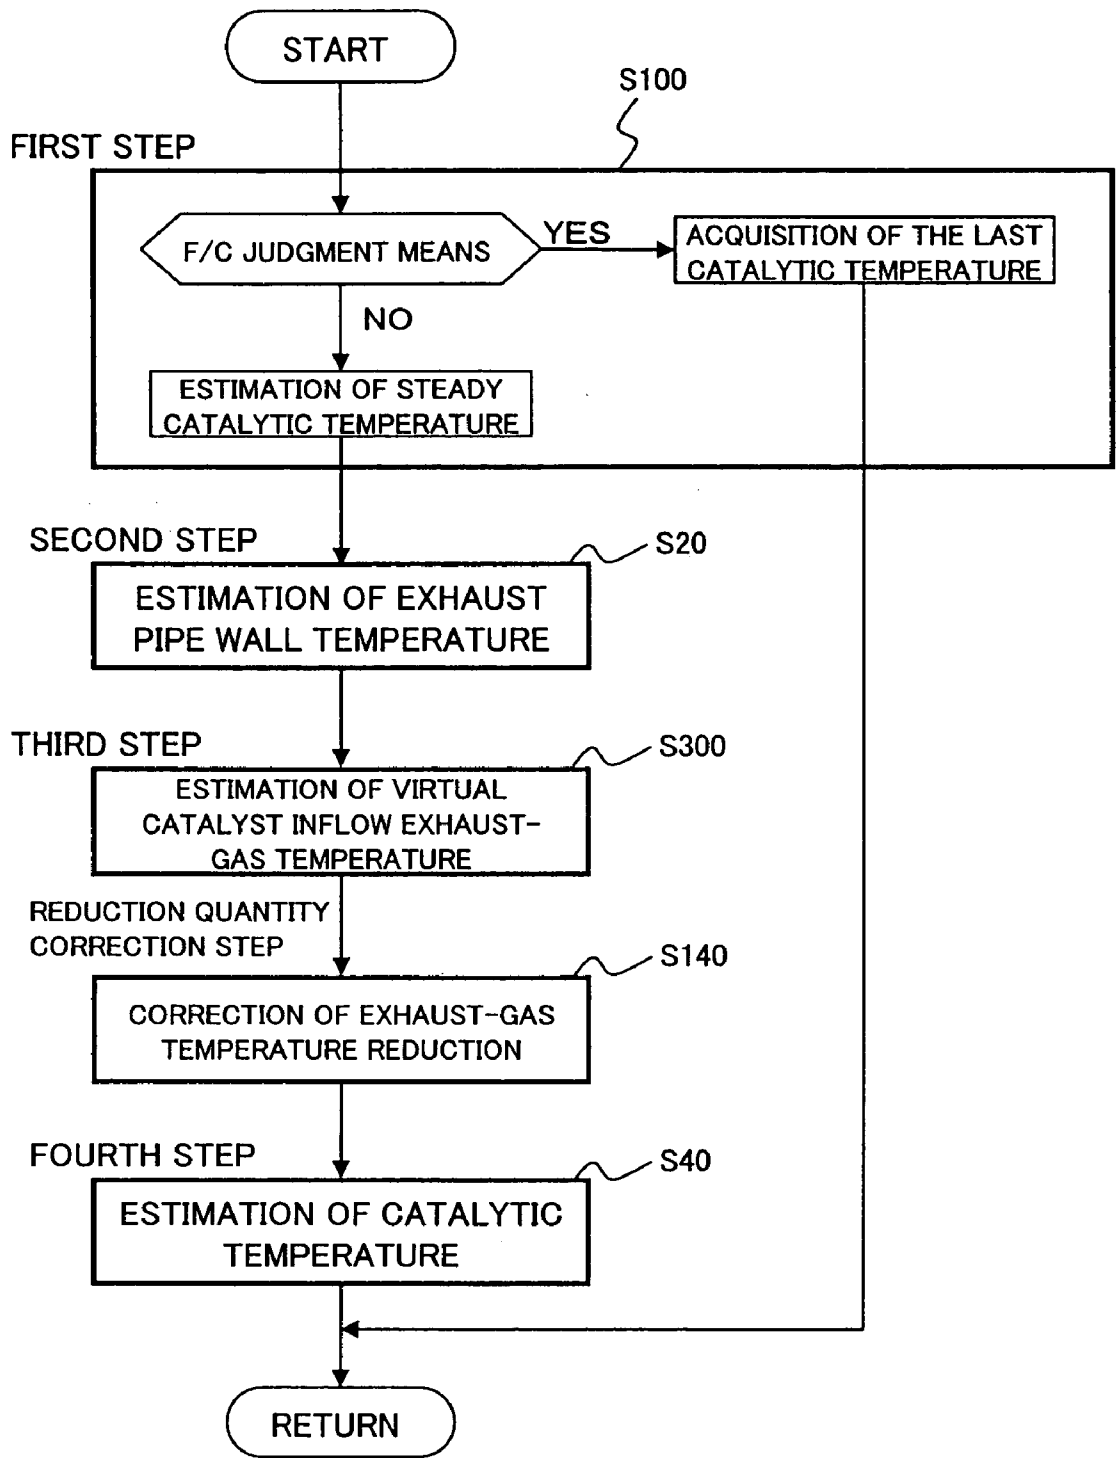 START
S100
FIRST STEP
F/C JUDGMENT MEANS
YES
ACQUISITION OF THE LAST
CATALYTIC TEMPERATURE
NO
ESTIMATION OF STEADY
CATALYTIC TEMPERATURE
SECOND STEP
S20
ESTIMATION OF EXHAUST
PIPE WALL TEMPERATURE
THIRD STEP
S300
ESTIMATION OF VIRTUAL
CATALYST INFLOW EXHAUST-
GAS TEMPERATURE
REDUCTION QUANTITY
CORRECTION STEP
S140
CORRECTION OF EXHAUST-GAS
TEMPERATURE REDUCTION
FOURTH STEP
S40
ESTIMATION OF CATALYTIC
TEMPERATURE
RETURN